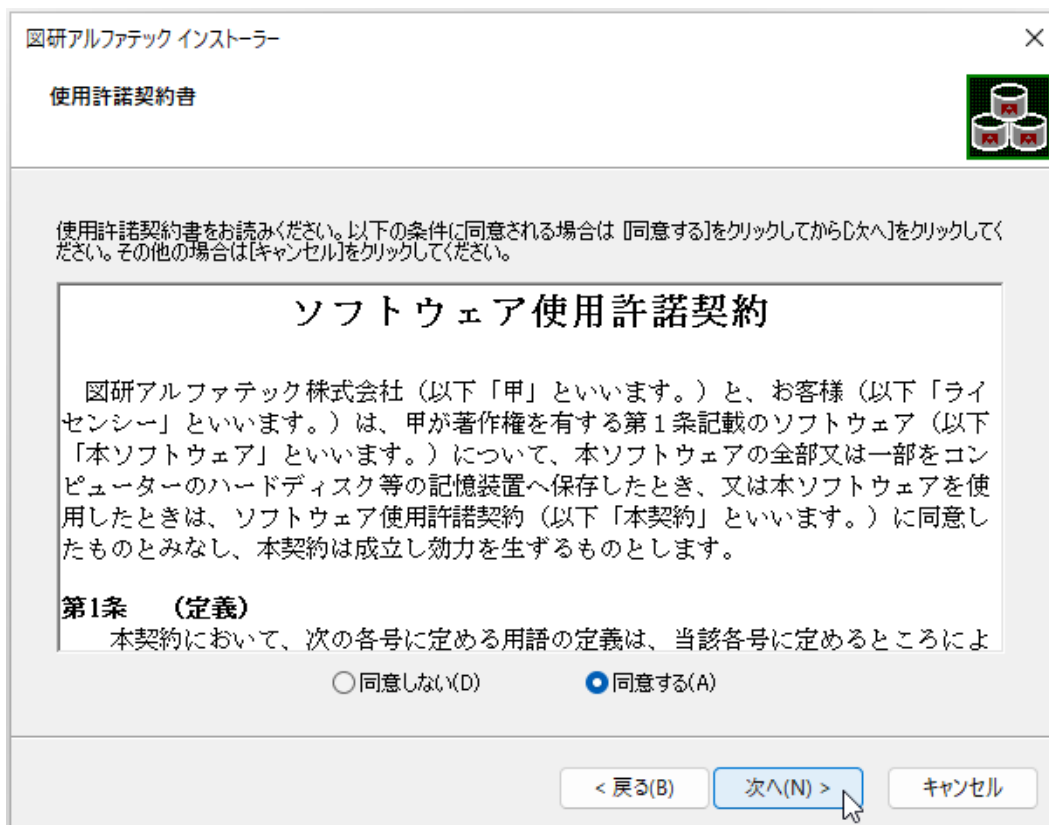 図研アルファテック インストーラー
使用許諾契約書
使用許諾契約書をお読みください。以下の条件に同意される場合は [同意する]をクリックしてから[次へ]をクリックしてく
ださい。その他の場合は[キャンセル]をクリックしてください。
ソフトウェア使用許諾契約
図研アルファテック株式会社（以下「甲」といいます。）と、お客様（以下「ライ
センシー」といいます。）は、甲が著作権を有する第１条記載のソフトウェア（以下
「本ソフトウェア」といいます。）について、本ソフトウェアの全部又は一部をコン
ピューターのハードディスク等の記憶装置へ保存したとき、又は本ソフトウェアを使
用したときは、ソフトウェア使用許諾契約（以下「本契約」といいます。）に同意し
たものとみなし、本契約は成立し効力を生ずるものとします。
第1条　（定義）
本契約において、次の各号に定める用語の定義は、当該各号に定めるところによ
同意しない(D) 同意する(A)
< 戻る(B) 次へ(N) > キャンセル